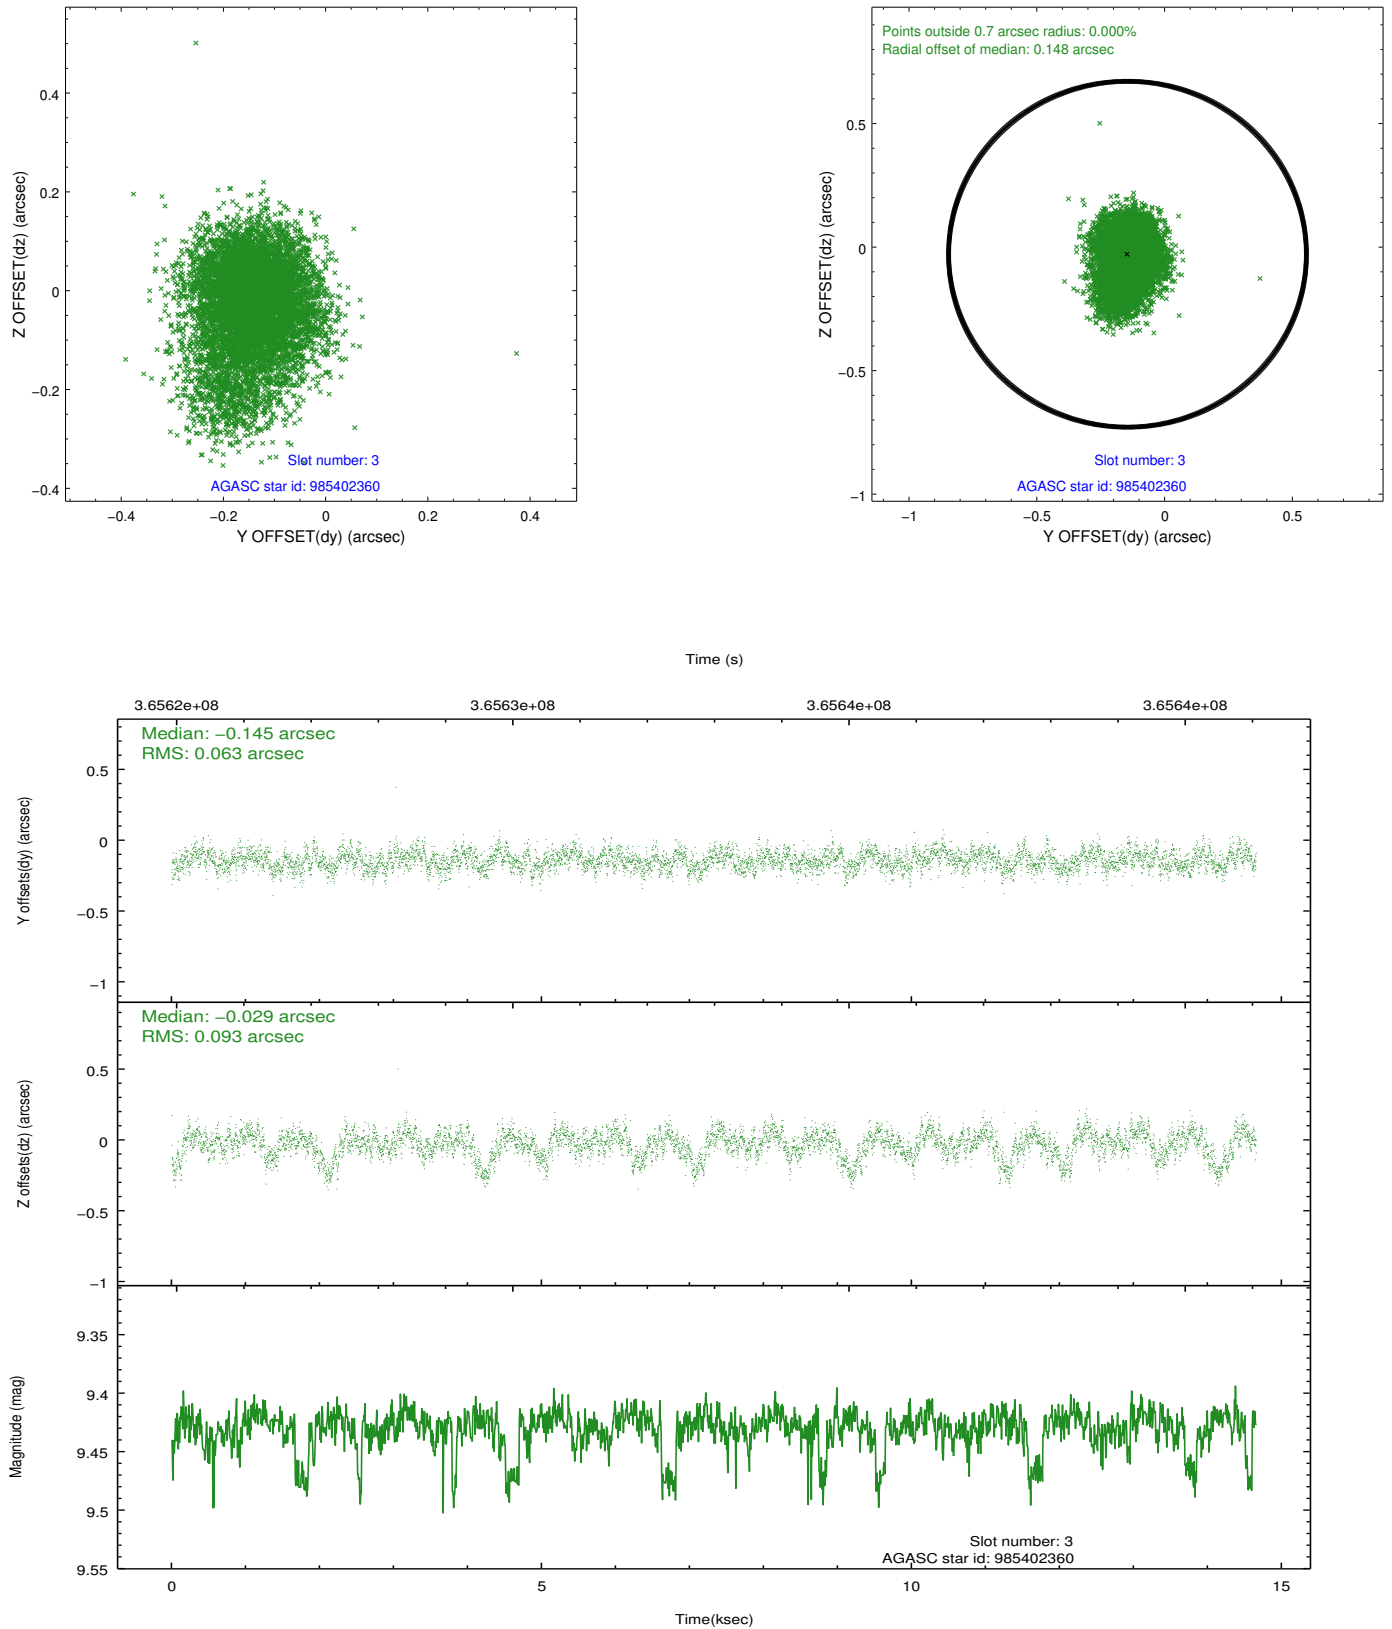 0.4
0.2
0
−0.2
−0.4
Z OFFSET(dz) (arcsec)
Slot number: 3
AGASC star id: 985402360
−0.4
−0.2
0
0.2
0.4
Y OFFSET(dy) (arcsec)
Points outside 0.7 arcsec radius: 0.000%
Radial offset of median: 0.148 arcsec
0.5
0
−0.5
−1
Z OFFSET(dz) (arcsec)
Slot number: 3
AGASC star id: 985402360
−1
−0.5
0
0.5
Y OFFSET(dy) (arcsec)
Time (s)
3.6562e+08
3.6563e+08
3.6564e+08
3.6564e+08
Median: −0.145 arcsec
RMS: 0.063 arcsec
0.5
0
−0.5
−1
Y offsets(dy) (arcsec)
Median: −0.029 arcsec
RMS: 0.093 arcsec
0.5
0
−0.5
−1
Z offsets(dz) (arcsec)
9.35
9.4
9.45
9.5
9.55
Magnitude (mag)
Slot number: 3
AGASC star id: 985402360
0
5
10
15
Time(ksec)